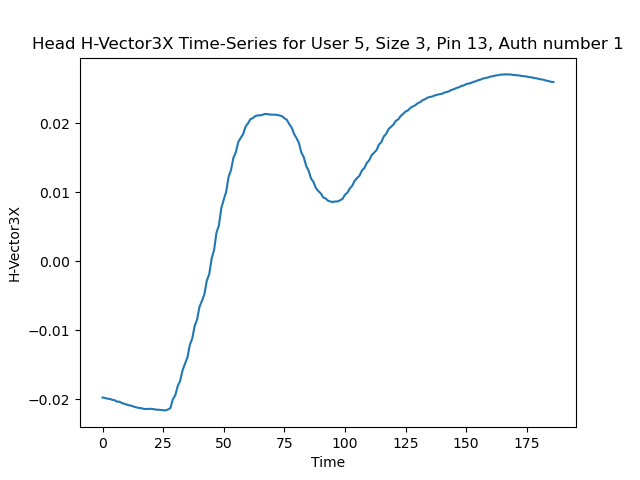 Head H-Vector3X Time-Series for User 5, Size 3, Pin 13, Auth number 1
0.02
0.01
0.00
−0.01
−0.02
H-Vector3X
0 25 50 75 100 125 150 175
Time